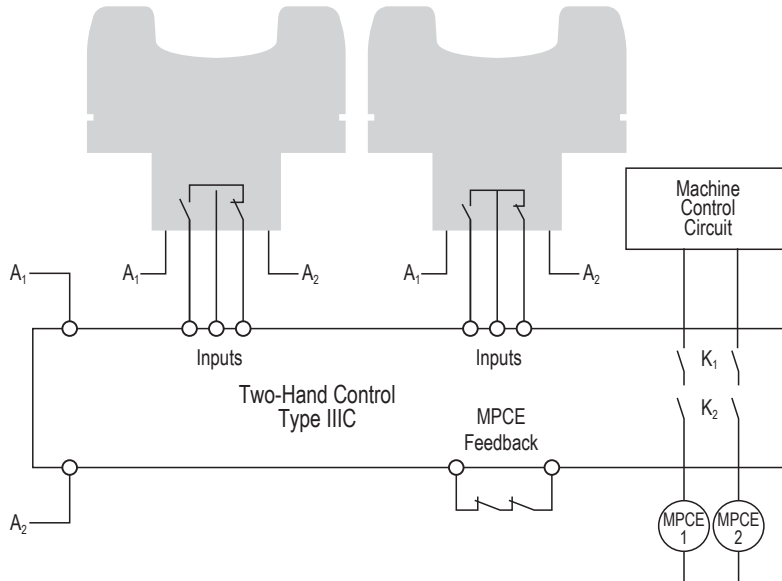 Machine
Control
Circuit
A₁
A₁
A₂
A₁
A₂
Inputs
Inputs
K₁
Two-Hand Control
Type IIIC
MPCE
Feedback
K₂
A₂
MPCE
1
MPCE
2